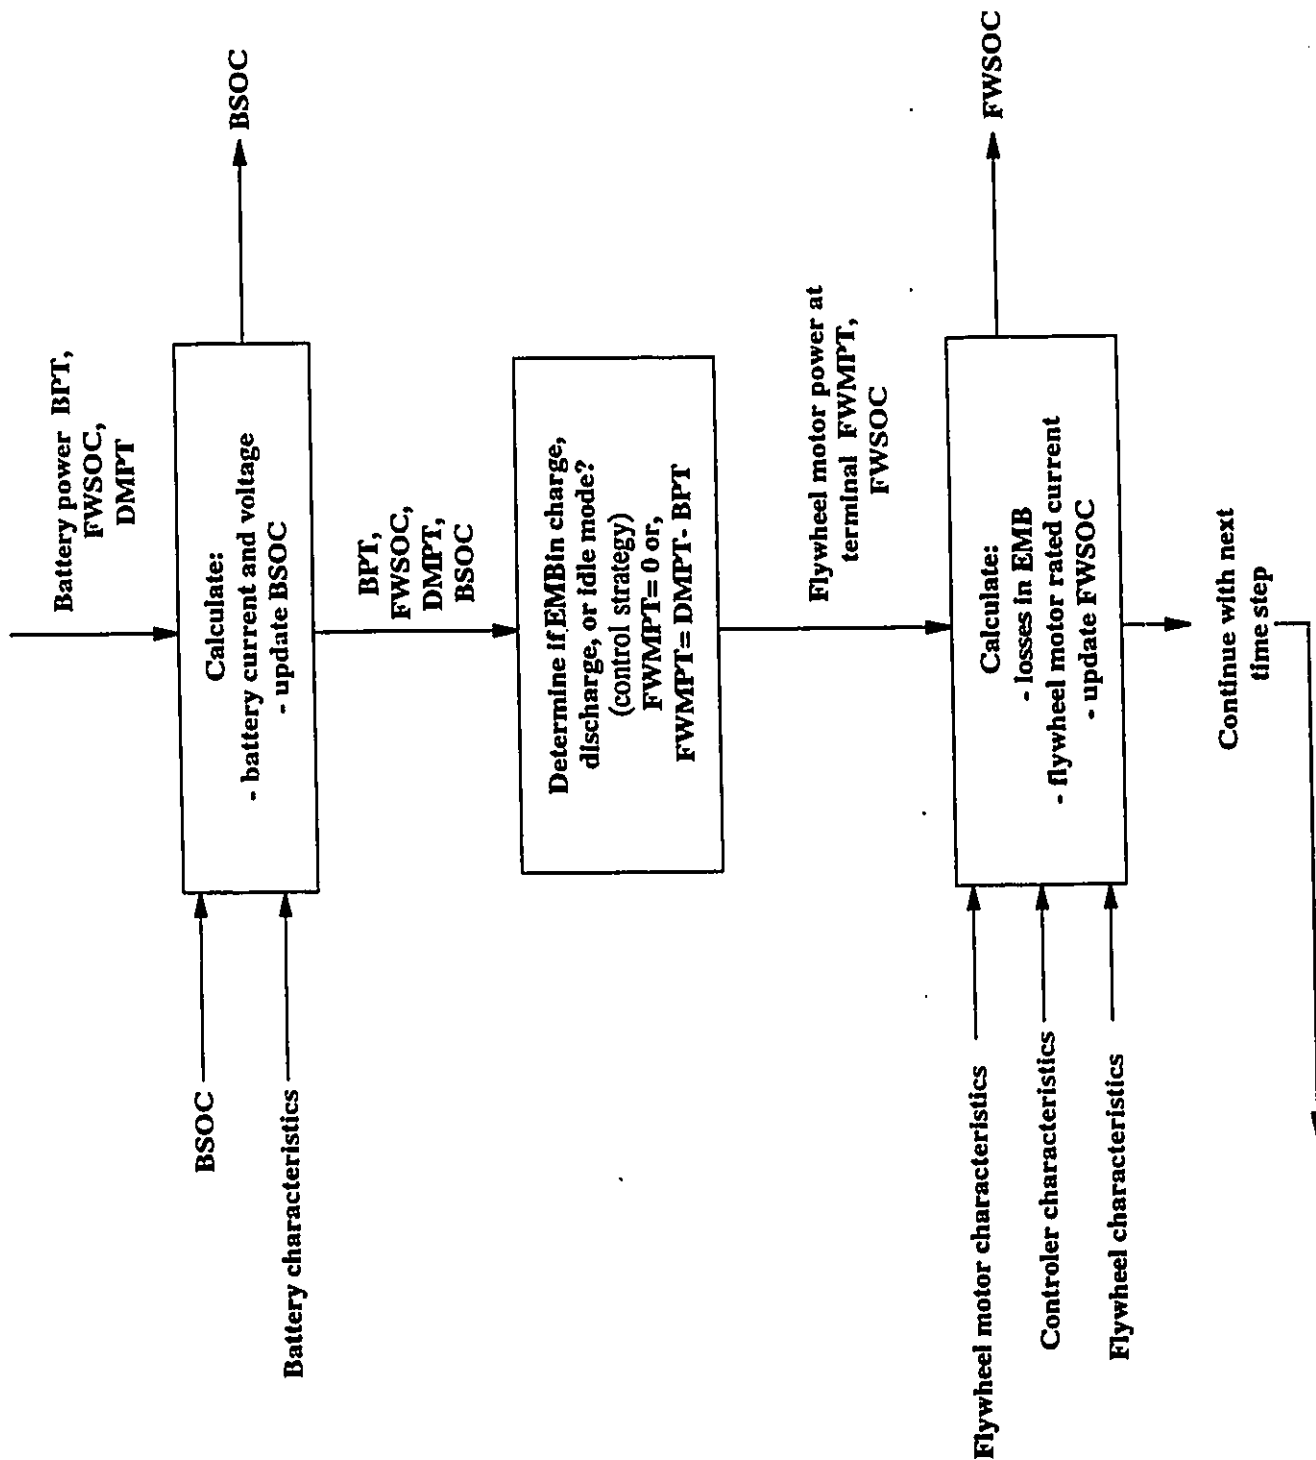 Battery power BPT,
FWSOC,
DMPT
BSOC
Battery characteristics
Calculate:
- battery current and voltage
- update BSOC
BSOC
BPT,
FWSOC,
DMPT,
BSOC
Determine if EMBin charge,
discharge, or idle mode?
(control strategy)
FWMPT= 0 or,
FWMPT= DMPT- BPT
Flywheel motor power at
terminal FWMPT,
FWSOC
Flywheel motor characteristics
Controler characteristics
Flywheel characteristics
Calculate:
- losses in EMB
- flywheel motor rated current
- update FWSOC
FWSOC
Continue with next
time step